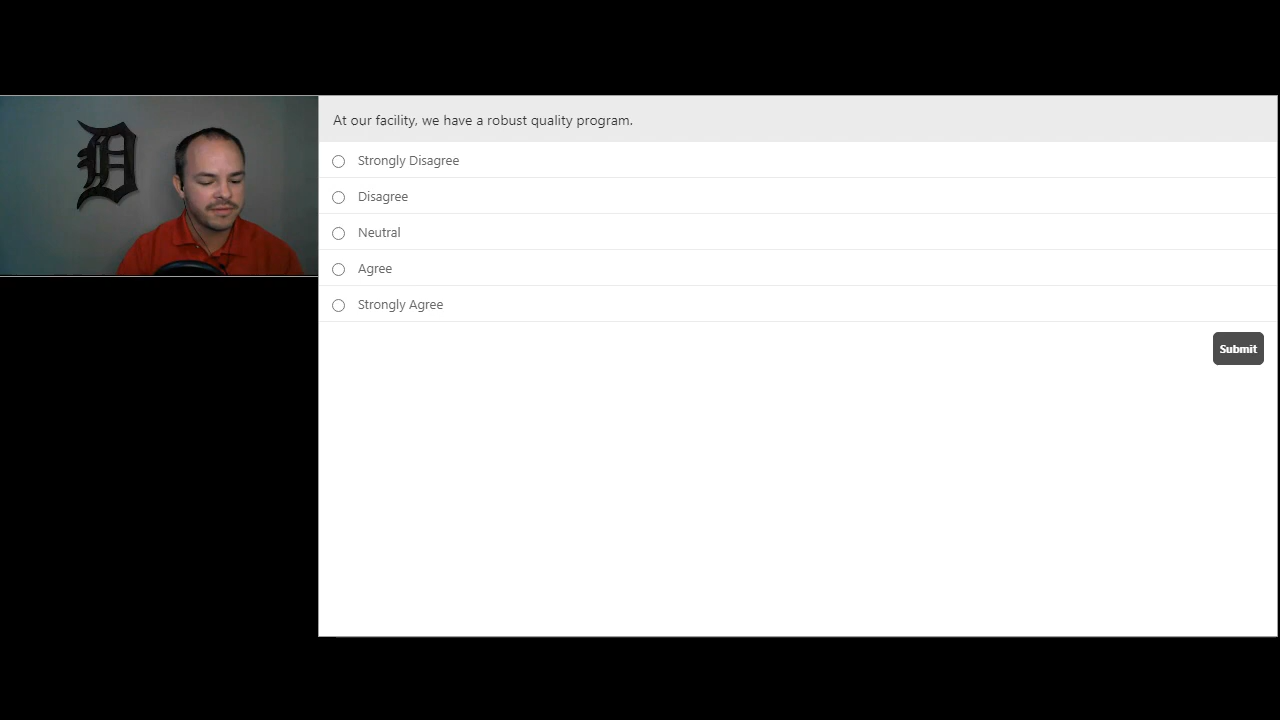 D
At our facility, we have a robust quality program.
Strongly Disagree
Disagree
Neutral
Agree
Strongly Agree
Submit